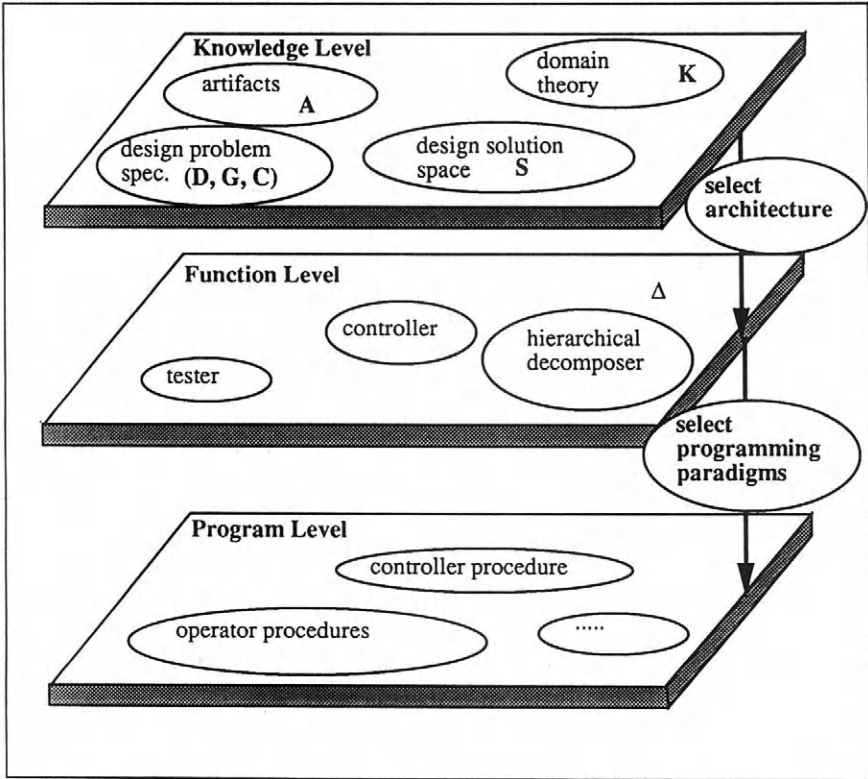 Knowledge Level
artifacts
A
domain
theory
K
design problem
spec. (D, G, C)
design solution
space S
select
architecture
Function Level
Δ
controller
hierarchical
decomposer
tester
select
programming
paradigms
Program Level
controller procedure
operator procedures
.....